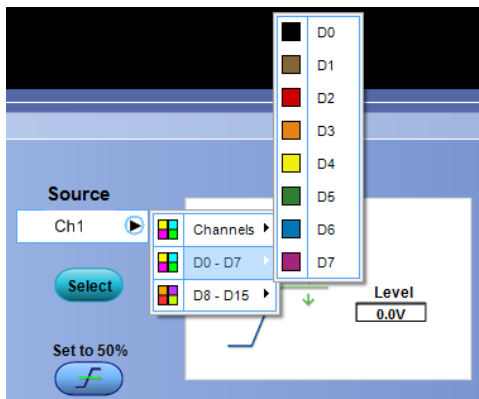 D0
D1
D2
D3
D4
D5
D6
D7
Source
Ch1
Channels
D0 - D7
D8 - D15
Select
Level
0.0V
Set to 50%